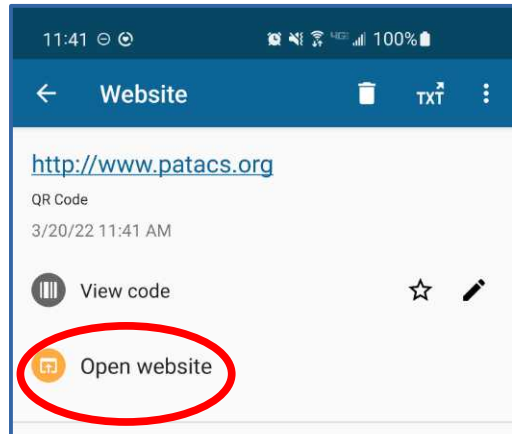 11:41 4GE 100%
Website TXT
http://www.patacs.org
QR Code
3/20/22 11:41 AM
View code
Open website